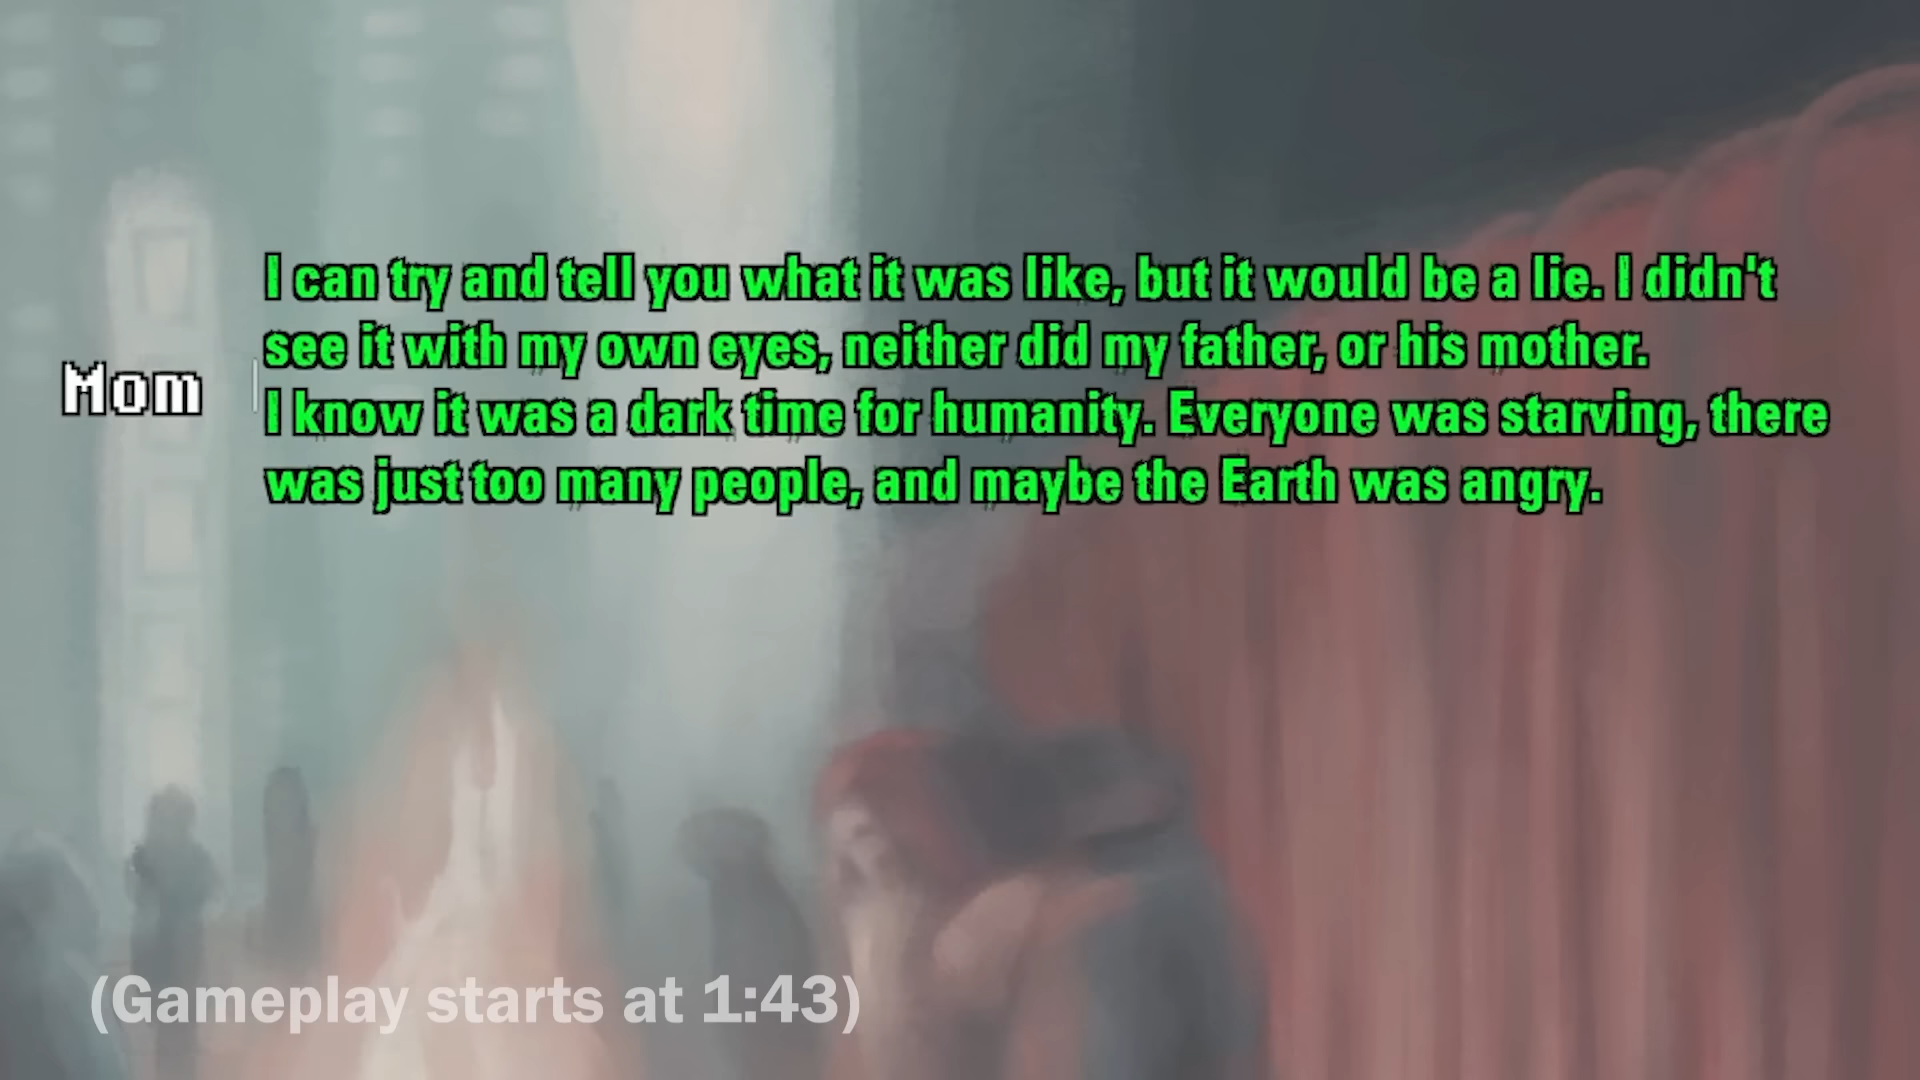 Mom
I can try and tell you what it was like, but it would be a lie. I didn't
see it with my own eyes, neither did my father, or his mother.
I know it was a dark time for humanity. Everyone was starving, there
was just too many people, and maybe the Earth was angry.
(Gameplay starts at 1:43)